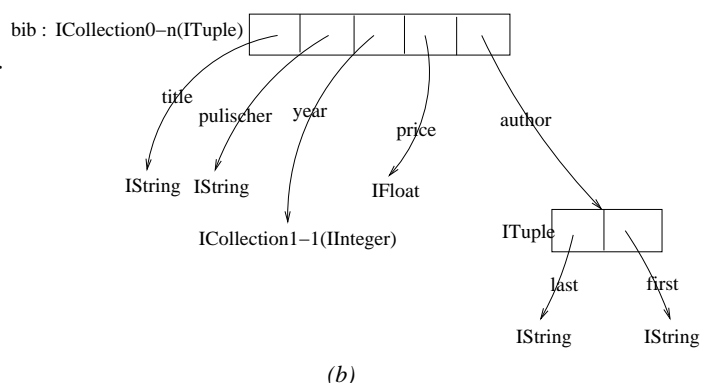 bib : ICollection0−n(ITuple)
.
title
pulischer
year
price
author
IString IString
IFloat
ICollection1−1(IInteger)
ITuple
last
first
IString
IString
(b)